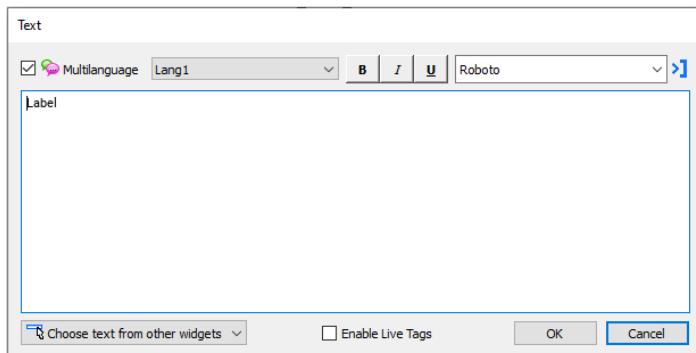 Text
Multilanguage Lang1 B I U Roboto
Label
Choose text from other widgets Enable Live Tags OK Cancel